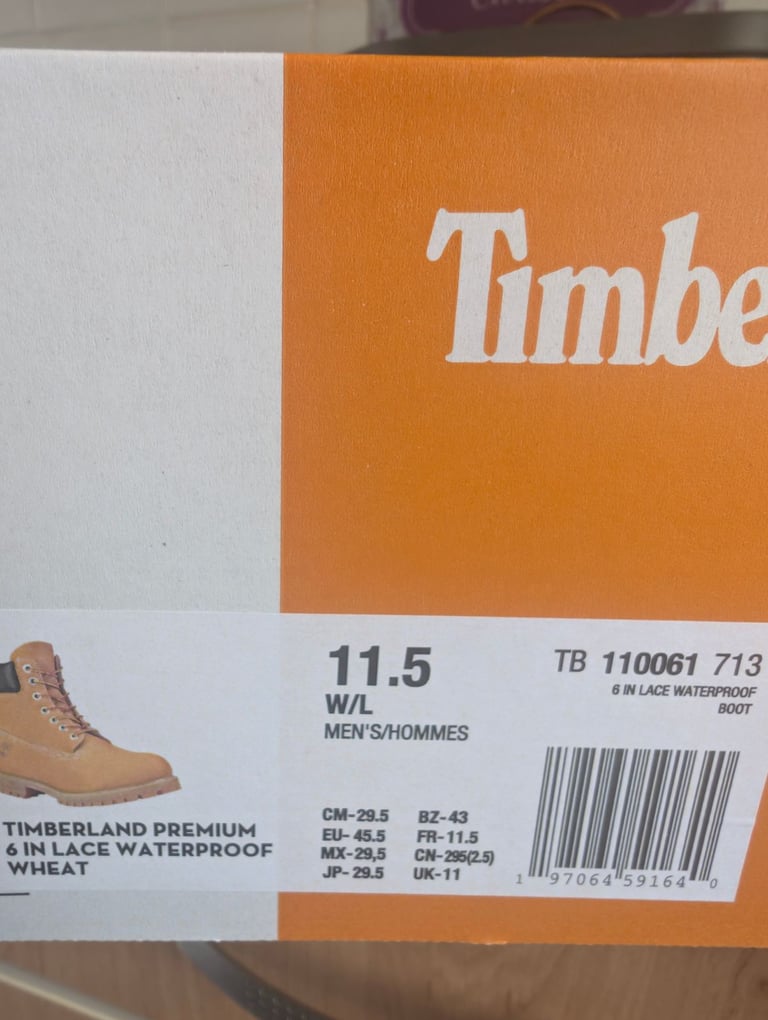 Timbe
11.5
W/L
MEN'S/HOMMES
TB 110061 713
6 IN LACE WATERPROOF
BOOT
CM-29.5 BZ-43
EU-45.5 FR-11.5
MX-29,5 CN-295(2.5)
JP-29.5 UK-11
1 97064 59164 0
TIMBERLAND PREMIUM
6 IN LACE WATERPROOF
WHEAT